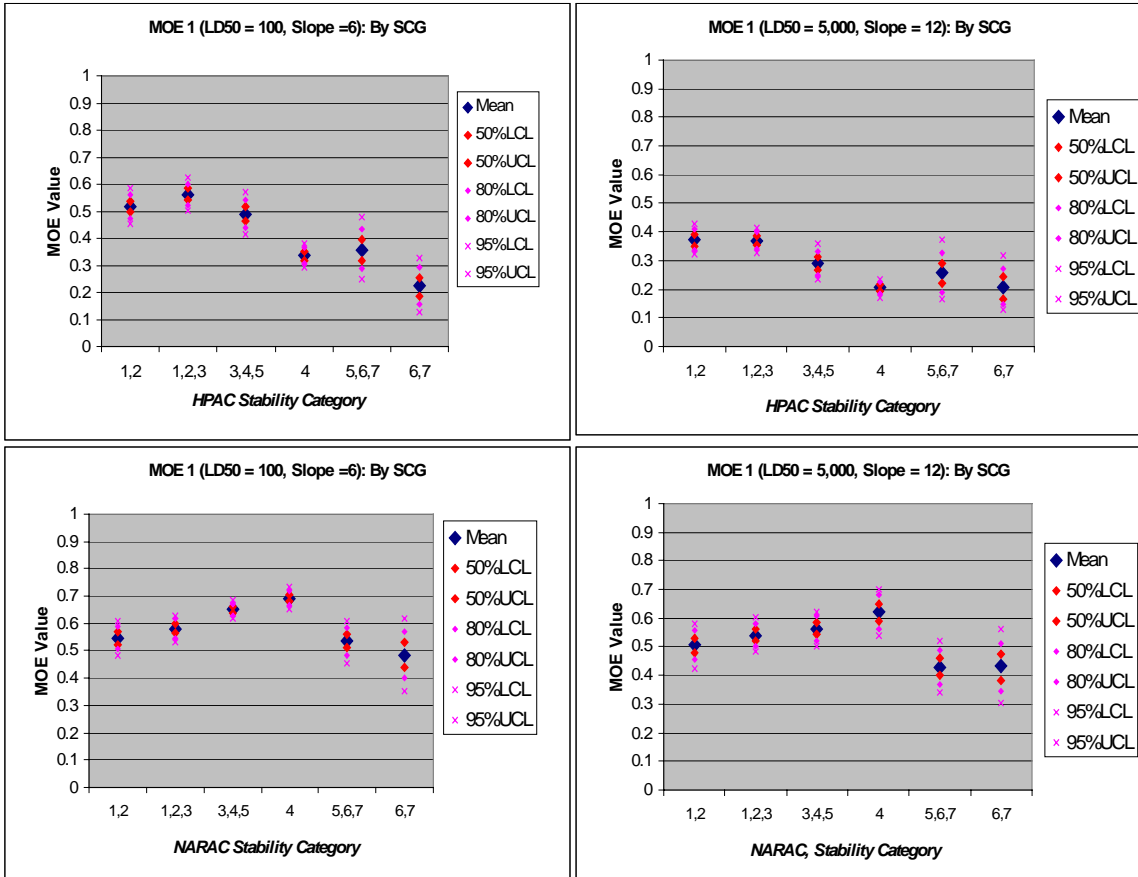 MOE 1 (LD50 = 100, Slope =6): By SCG
MOE Value
1
0.9
0.8
0.7
0.6
0.5
0.4
0.3
0.2
0.1
0
1,2 1,2,3 3,4,5 4 5,6,7 6,7
HPAC Stability Category
Mean
50%LCL
50%UCL
80%LCL
80%UCL
95%LCL
95%UCL
MOE 1 (LD50 = 5,000, Slope = 12): By SCG
MOE Value
1
0.9
0.8
0.7
0.6
0.5
0.4
0.3
0.2
0.1
0
1,2 1,2,3 3,4,5 4 5,6,7 6,7
HPAC Stability Category
Mean
50%LCL
50%UCL
80%LCL
80%UCL
95%LCL
95%UCL
MOE 1 (LD50 = 100, Slope =6): By SCG
MOE Value
1
0.9
0.8
0.7
0.6
0.5
0.4
0.3
0.2
0.1
0
1,2 1,2,3 3,4,5 4 5,6,7 6,7
NARAC Stability Category
Mean
50%LCL
50%UCL
80%LCL
80%UCL
95%LCL
95%UCL
MOE 1 (LD50 = 5,000, Slope = 12): By SCG
MOE Value
1
0.9
0.8
0.7
0.6
0.5
0.4
0.3
0.2
0.1
0
1,2 1,2,3 3,4,5 4 5,6,7 6,7
NARAC, Stability Category
Mean
50%LCL
50%UCL
80%LCL
80%UCL
95%LCL
95%UCL